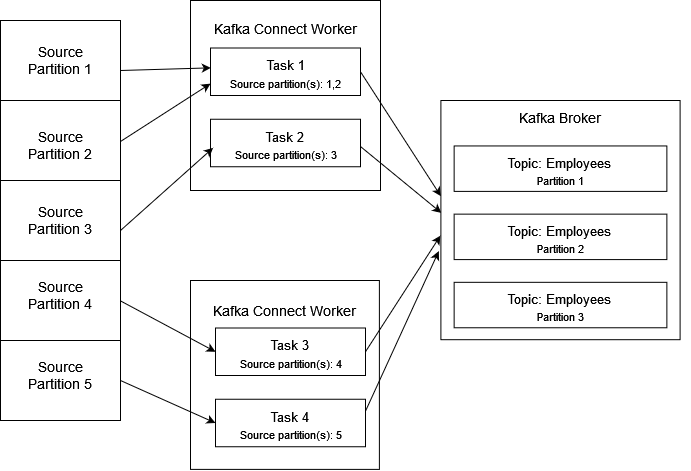 Source
Partition 1
Source
Partition 2
Source
Partition 3
Source
Partition 4
Source
Partition 5
Kafka Connect Worker
Task 1
Source partition(s): 1,2
Task 2
Source partition(s): 3
Kafka Connect Worker
Task 3
Source partition(s): 4
Task 4
Source partition(s): 5
Kafka Broker
Topic: Employees
Partition 1
Topic: Employees
Partition 2
Topic: Employees
Partition 3